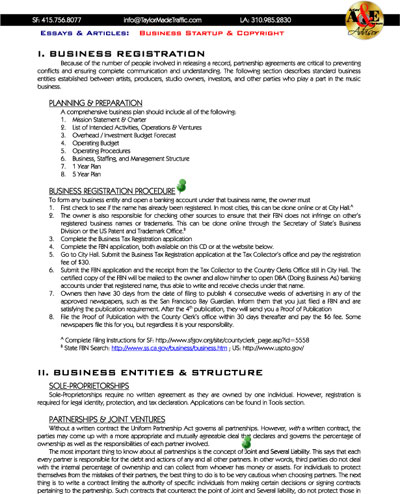 SF: 415.756.8077 info@TaylorMadeTraffic.com LA: 310.985.2830
A&E
Advisor
Essays & Articles: Business Startup & Copyright
I. BUSINESS REGISTRATION
Because of the number of people involved in releasing a record, partnership agreements are critical to preventing
conflicts and ensuring complete communication and understanding. The following section describes standard business
entities established between artists, producers, studio owners, investors, and other parties who play a part in the music
business.
PLANNING & PREPARATION
A comprehensive business plan should include all of the following:
1. Mission Statement & Charter
2. List of Intended Activities, Operations & Ventures
3. Overhead / Investment Budget Forecast
4. Operating Budget
5. Operating Procedures
6. Business, Staffing, and Management Structure
7. 1 Year Plan
8. 5 Year Plan
BUSINESS REGISTRATION PROCEDURE
To form any business entity and open a banking account under that business name, the owner must
1. First check to see if the name has already been registered. In most cities, this can be done online or at City Hall.A
2. The owner is also responsible for checking other sources to ensure that their FBN does not infringe on other's
registered business names or trademarks. This can be done online through the Secretary of State's Business
Division or the US Patent and Trademark Office.B
3. Complete the Business Tax Registration application
4. Complete the FBN application, both available on this CD or at the website below.
5. Go to City Hall. Submit the Business Tax Registration application at the Tax Collector's office and pay the registration
fee of $30.
6. Submit the FBN application and the receipt from the Tax Collector to the County Clerks Office still in City Hall. The
certified copy of the FBN will be mailed to the owner and allow him/her to open DBA (Doing Business As) banking
accounts under that registered name, thus able to write and receive checks under that name.
7. Owners then have 30 days from the date of filing to publish 4 consecutive weeks of advertising in any of the
approved newspapers, such as the San Francisco Bay Guardian. Inform them that you just filed a FBN and are
satisfying the publication requirement. After the 4th publication, they will send you a Proof of Publication
8. File the Proof of Publication with the County Clerk's office within 30 days thereafter and pay the $6 fee. Some
newspapers file this for you, but regardless it is your responsibility.
A Complete Filing Instructions for SF: http://www.sfgov.org/site/countyclerk_page.asp?id=5558
B State FBN Search: http://www.ss.ca.gov/business/business.htm ; US: http://www.uspto.gov/
II. BUSINESS ENTITIES & STRUCTURE
SOLE-PROPRIETORSHIPS
Sole-Proprietorships require no written agreement as they are owned by one individual. However, registration is
required for legal identity, protection, and tax declaration. Applications can be found in Tools section.
PARTNERSHIPS & JOINT VENTURES
Without a written contract the Uniform Partnership Act governs all partnerships. However, with a written contract, the
parties may come up with a more appropriate and mutually agreeable deal that declares and governs the percentage of
ownership as well as the responsibilities of each partner involved.
The most important thing to know about a partnerships is the concept of Joint and Several Liability. This says that each
every partner is responsible for the debt and actions of any and all other partners. In other words, third parties do not deal
with the internal percentage of ownership and can collect from whoever has money or assets. For individuals to protect
themselves from the mistakes of their partners, the best thing to do is to be very cautious when choosing partners. The next
thing is to write a contract limiting the authority of specific individuals from making certain decisions or signing contracts
pertaining to the partnership. Such contracts that counteract the point of Joint and Several Liability, do not protect those in